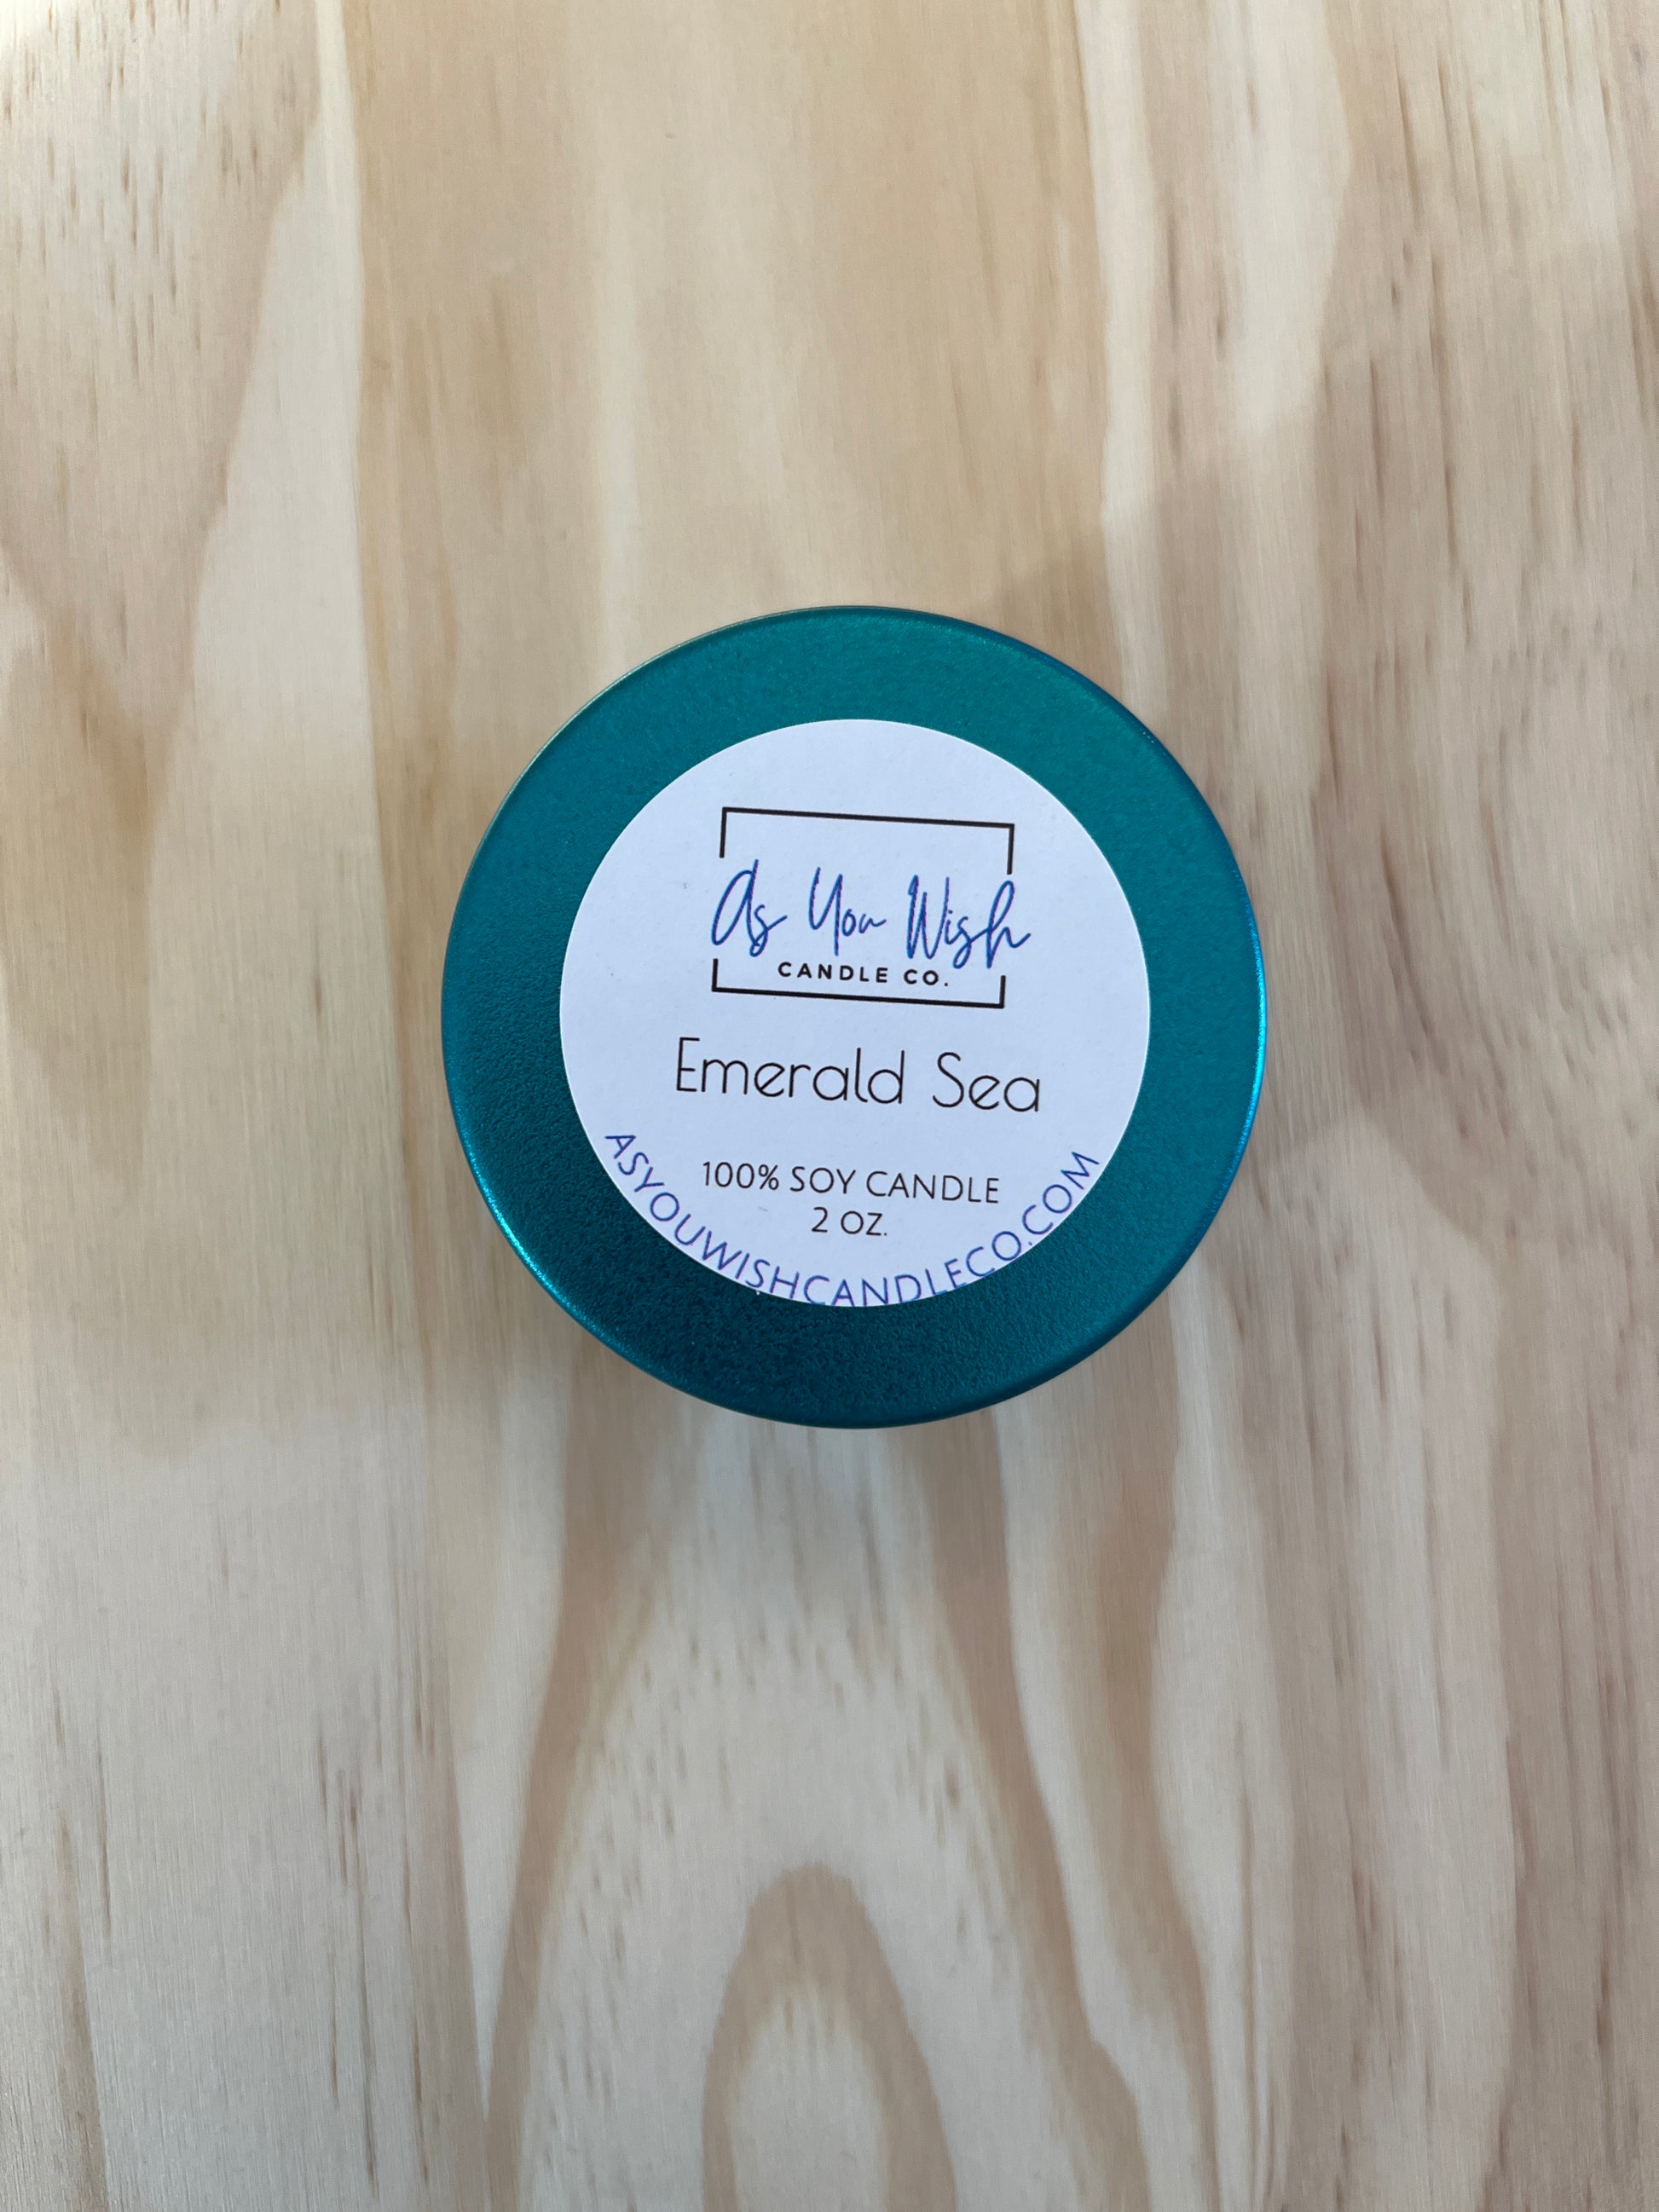 As You Wish
CANDLE CO.
Emerald Sea
100% SOY CANDLE
2 OZ.
ASYOUWISHCANDLECO.COM